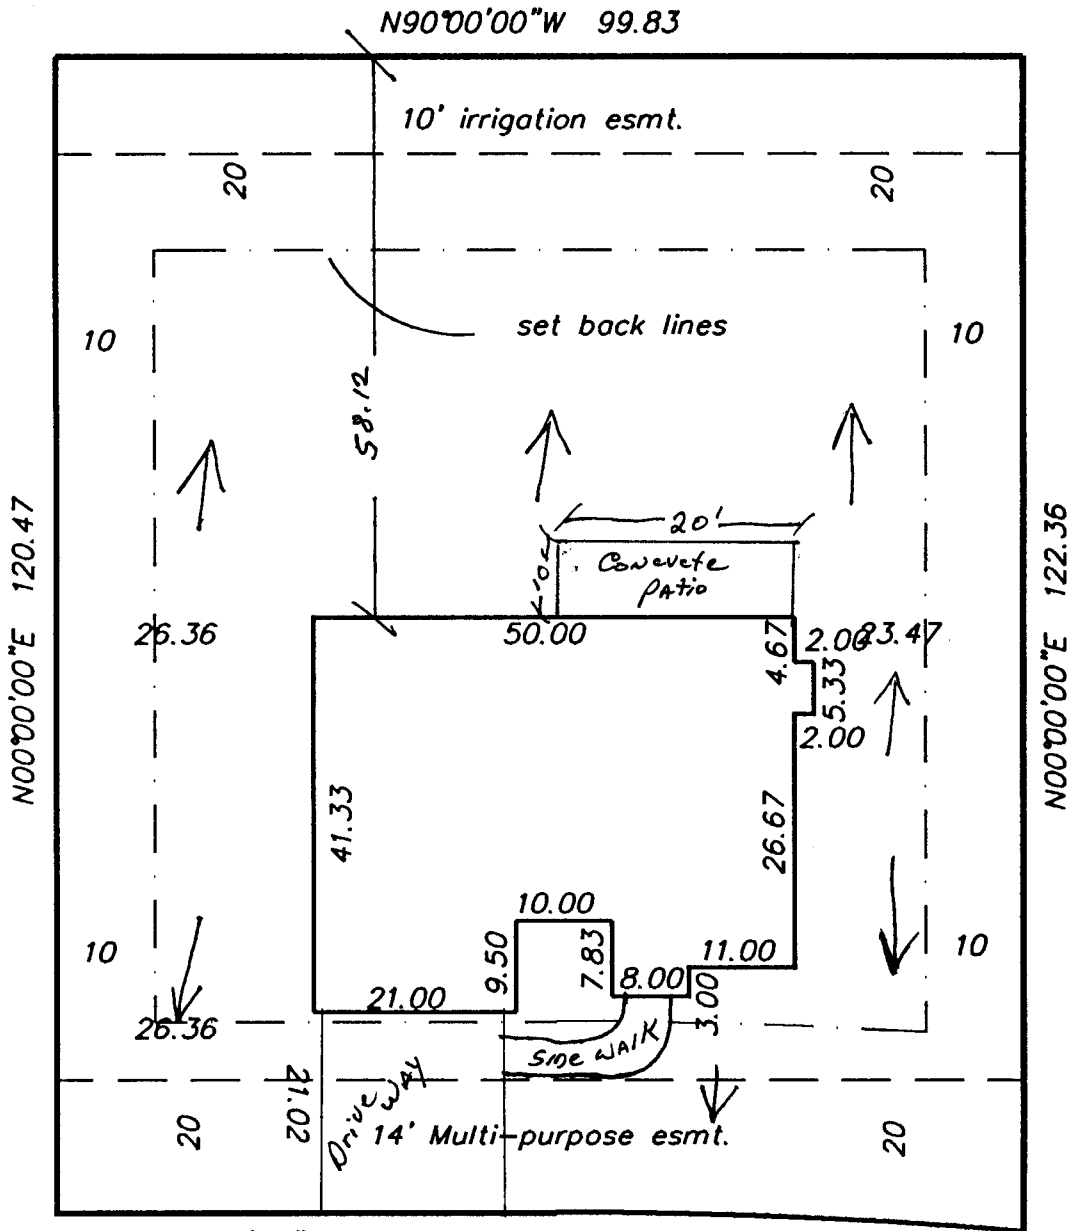 N90°00'00"W 99.83
10' irrigation esmt.
20
20
10
set back lines
10
58.12
N00°00'00"E 120.47
N00°00'00"E 122.36
20'
10'
Concrete
Patio
26.36
50.00
4.67
2.00
23.47
5.33
2.00
41.33
26.67
10.00
9.50
7.83
11.00
10
10
8.00
21.00
3.00
26.36
Side WALK
21.02
Drive WAY
20
14' Multi-purpose esmt.
20